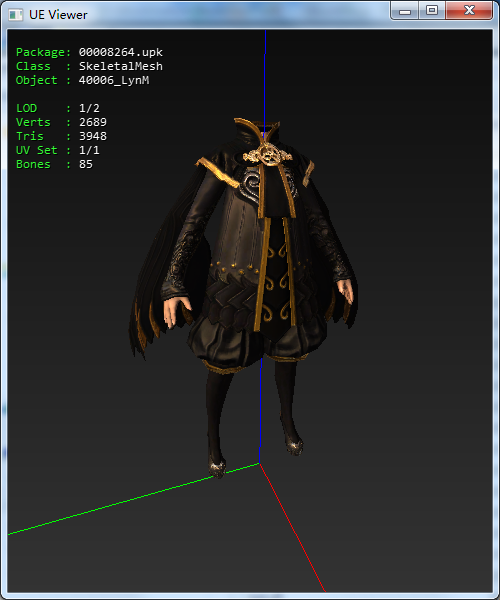 UE Viewer
Package: 00008264.upk
Class : SkeletalMesh
Object : 40006_LynM
LOD : 1/2
Verts : 2689
Tris : 3948
UV Set : 1/1
Bones : 85